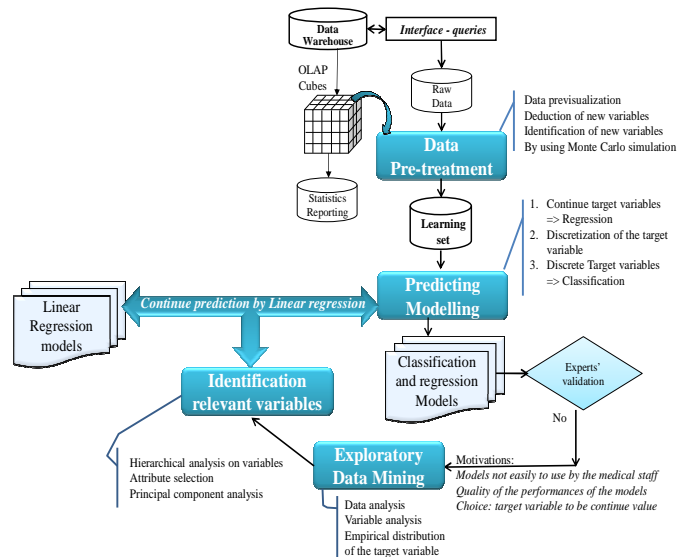 Data
Warehouse
Interface - queries
OLAP
Cubes
Raw
Data
Data previsualization
Deduction of new variables
Identification of new variables
By using Monte Carlo simulation
Data
Pre-treatment
Statistics
Reporting
Learning
set
1. Continue target variables
=> Regression
2. Discretization of the target
variable
3. Discrete Target variables
=> Classification
Linear
Regression
models
Continue prediction by Linear regression
Predicting
Modelling
Classification
and regression
Models
Experts'
validation
No
Identification
relevant variables
Hierarchical analysis on variables
Attribute selection
Principal component analysis
Exploratory
Data Mining
Motivations:
Models not easily to use by the medical staff
Quality of the performances of the models
Choice: target variable to be continue value
Data analysis
Variable analysis
Empirical distribution
of the target variable